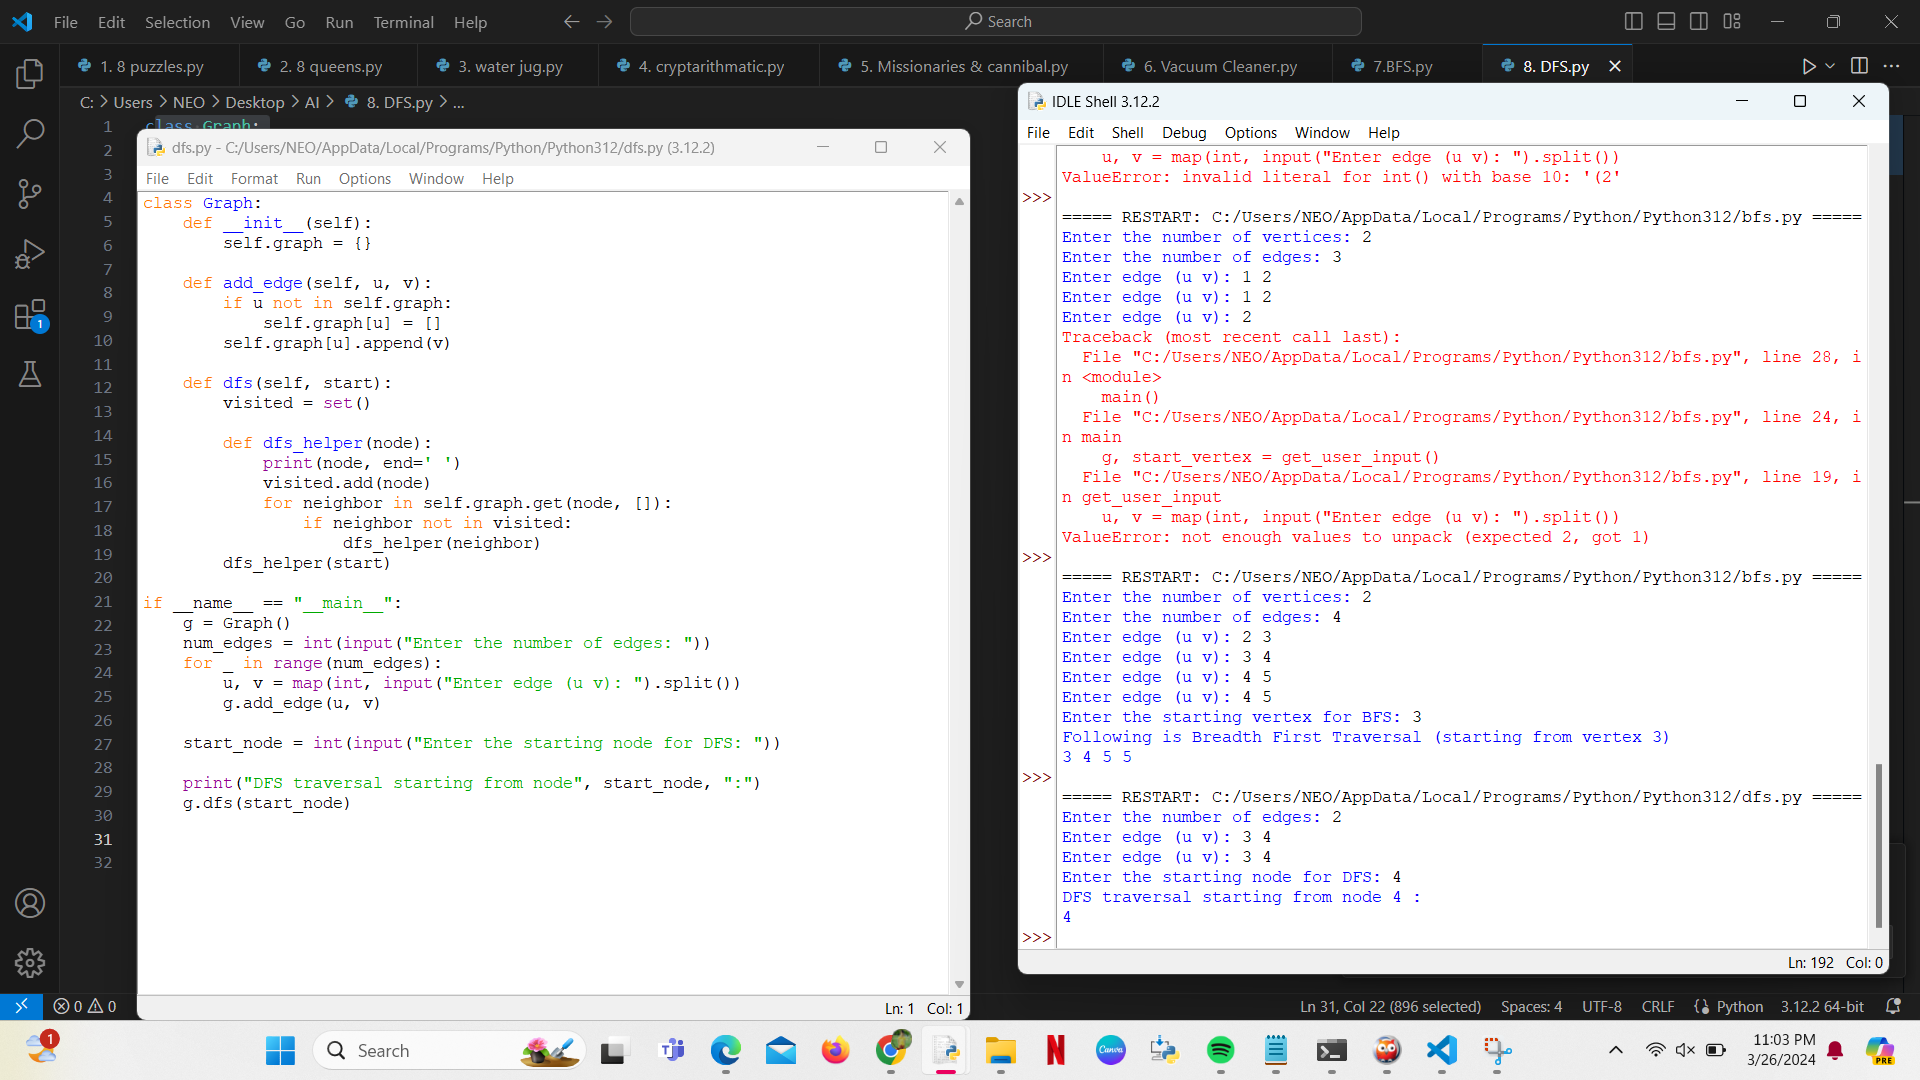 File Edit Selection View Go Run Terminal Help
Search
1. 8 puzzles.py
2. 8 queens.py
3. water jug.py
4. cryptarithmatic.py
5. Missionaries & cannibal.py
6. Vacuum Cleaner.py
7.BFS.py
8. DFS.py
C: > Users > NEO > Desktop > AI > 8. DFS.py > ...
1
2
3
4
5
6
7
8
9
10
11
12
13
14
15
16
17
18
19
20
21
22
23
24
25
26
27
28
29
30
31
32
class Graph:
dfs.py - C:/Users/NEO/AppData/Local/Programs/Python/Python312/dfs.py (3.12.2)
File Edit Format Run Options Window Help
class Graph:
    def __init__(self):
        self.graph = {}
    def add_edge(self, u, v):
        if u not in self.graph:
            self.graph[u] = []
        self.graph[u].append(v)
    def dfs(self, start):
        visited = set()
        def dfs_helper(node):
            print(node, end=' ')
            visited.add(node)
            for neighbor in self.graph.get(node, []):
                if neighbor not in visited:
                    dfs_helper(neighbor)
        dfs_helper(start)
if __name__ == "__main__":
    g = Graph()
    num_edges = int(input("Enter the number of edges: "))
    for _ in range(num_edges):
        u, v = map(int, input("Enter edge (u v): ").split())
        g.add_edge(u, v)
    start_node = int(input("Enter the starting node for DFS: "))
    print("DFS traversal starting from node", start_node, ":")
    g.dfs(start_node)
Ln: 1 Col: 1
IDLE Shell 3.12.2
File Edit Shell Debug Options Window Help
    u, v = map(int, input("Enter edge (u v): ").split())
ValueError: invalid literal for int() with base 10: '(2'
>>>
===== RESTART: C:/Users/NEO/AppData/Local/Programs/Python/Python312/bfs.py =====
Enter the number of vertices: 2
Enter the number of edges: 3
Enter edge (u v): 1 2
Enter edge (u v): 1 2
Enter edge (u v): 2
Traceback (most recent call last):
  File "C:/Users/NEO/AppData/Local/Programs/Python/Python312/bfs.py", line 28, i
n <module>
    main()
  File "C:/Users/NEO/AppData/Local/Programs/Python/Python312/bfs.py", line 24, i
n main
    g, start_vertex = get_user_input()
  File "C:/Users/NEO/AppData/Local/Programs/Python/Python312/bfs.py", line 19, i
n get_user_input
    u, v = map(int, input("Enter edge (u v): ").split())
ValueError: not enough values to unpack (expected 2, got 1)
>>>
===== RESTART: C:/Users/NEO/AppData/Local/Programs/Python/Python312/bfs.py =====
Enter the number of vertices: 2
Enter the number of edges: 4
Enter edge (u v): 2 3
Enter edge (u v): 3 4
Enter edge (u v): 4 5
Enter edge (u v): 4 5
Enter the starting vertex for BFS: 3
Following is Breadth First Traversal (starting from vertex 3)
3 4 5 5
>>>
===== RESTART: C:/Users/NEO/AppData/Local/Programs/Python/Python312/dfs.py =====
Enter the number of edges: 2
Enter edge (u v): 3 4
Enter edge (u v): 3 4
Enter the starting node for DFS: 4
DFS traversal starting from node 4 :
4
>>>
Ln: 192 Col: 0
1
0 0
Ln 31, Col 22 (896 selected) Spaces: 4 UTF-8 CRLF {} Python 3.12.2 64-bit
1
Search
Canva
PRE
11:03 PM
3/26/2024